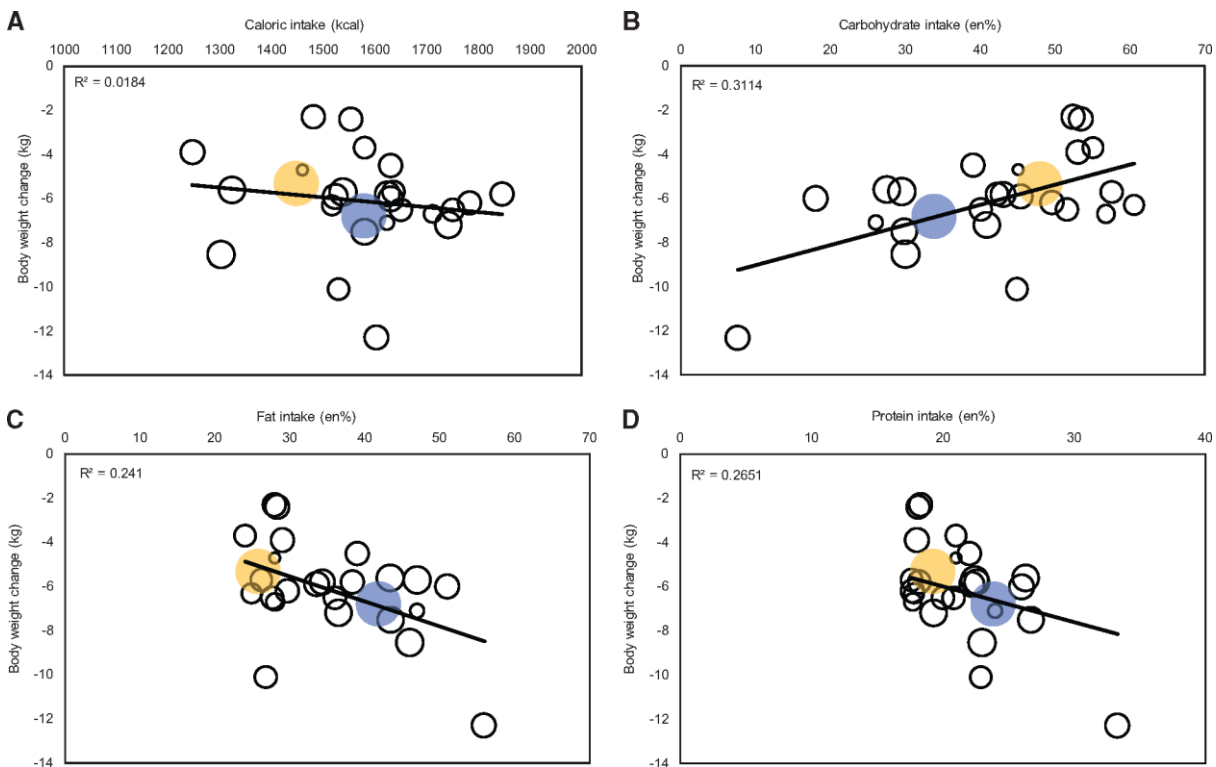 A
Caloric intake (kcal)
1000 1100 1200 1300 1400 1500 1600 1700 1800 1900 2000
R² = 0.0184
Body weight change (kg)
0
-2
-4
-6
-8
-10
-12
-14
B
Carbohydrate intake (en%)
0 10 20 30 40 50 60 70
R² = 0.3114
Body weight change (kg)
0
-2
-4
-6
-8
-10
-12
-14
C
Fat intake (en%)
0 10 20 30 40 50 60 70
R² = 0.241
Body weight change (kg)
0
-2
-4
-6
-8
-10
-12
-14
D
Protein intake (en%)
0 10 20 30 40
R² = 0.2651
Body weight change (kg)
0
-2
-4
-6
-8
-10
-12
-14